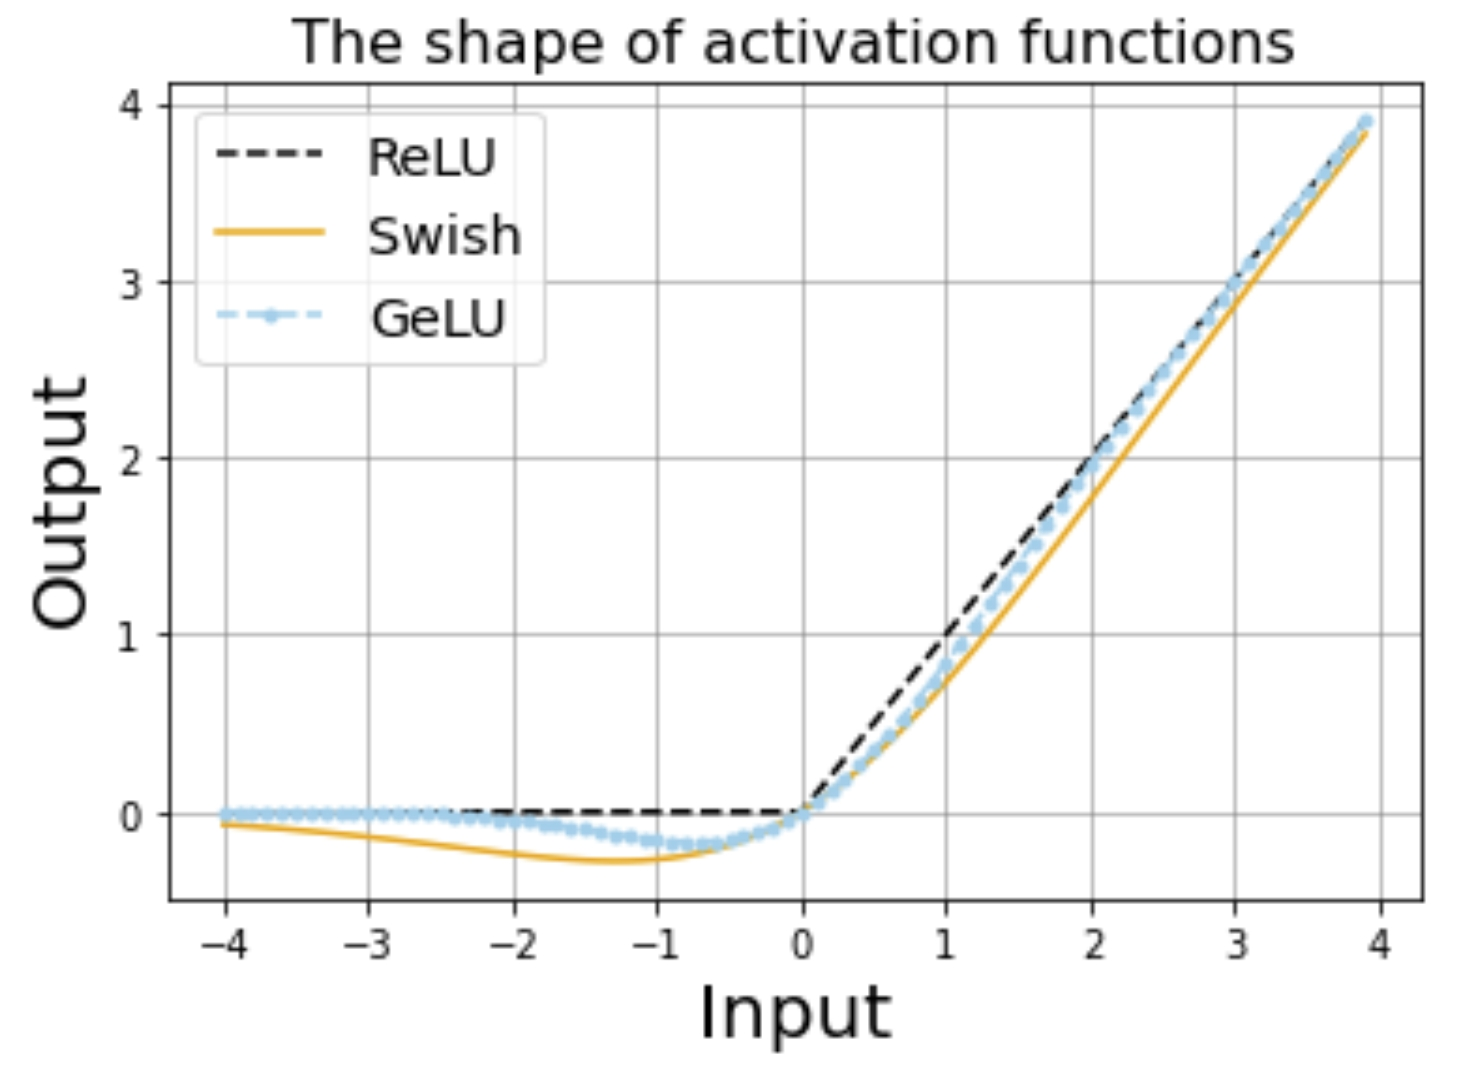 The shape of activation functions
4
3
2
1
0
Output
ReLU
Swish
GeLU
−4 −3 −2 −1 0 1 2 3 4
Input